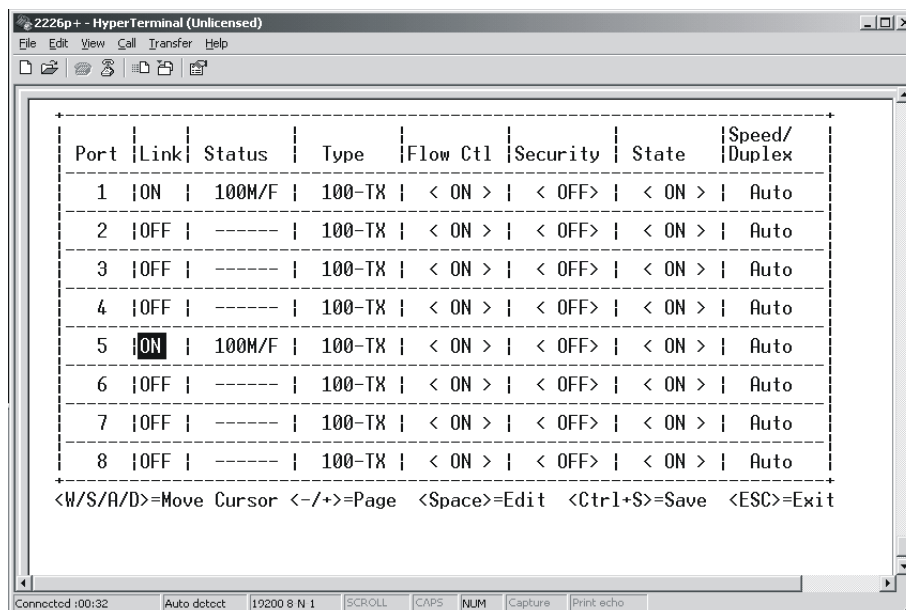 2226p+ - HyperTerminal (Unlicensed)
File Edit View Call Transfer Help
Speed/
Port |Link| Status | Type |Flow Ctl |Security | State |Duplex
1 |ON | 100M/F | 100-TX | < ON > | < OFF> | < ON > | Auto
2 |OFF | ------ | 100-TX | < ON > | < OFF> | < ON > | Auto
3 |OFF | ------ | 100-TX | < ON > | < OFF> | < ON > | Auto
4 |OFF | ------ | 100-TX | < ON > | < OFF> | < ON > | Auto
5 |ON | 100M/F | 100-TX | < ON > | < OFF> | < ON > | Auto
6 |OFF | ------ | 100-TX | < ON > | < OFF> | < ON > | Auto
7 |OFF | ------ | 100-TX | < ON > | < OFF> | < ON > | Auto
8 |OFF | ------ | 100-TX | < ON > | < OFF> | < ON > | Auto
<W/S/A/D>=Move Cursor <-/+>=Page <Space>=Edit <Ctrl+S>=Save <ESC>=Exit
Connected :00:32 Auto detect 19200 8 N 1 SCROLL CAPS NUM Capture Print echo